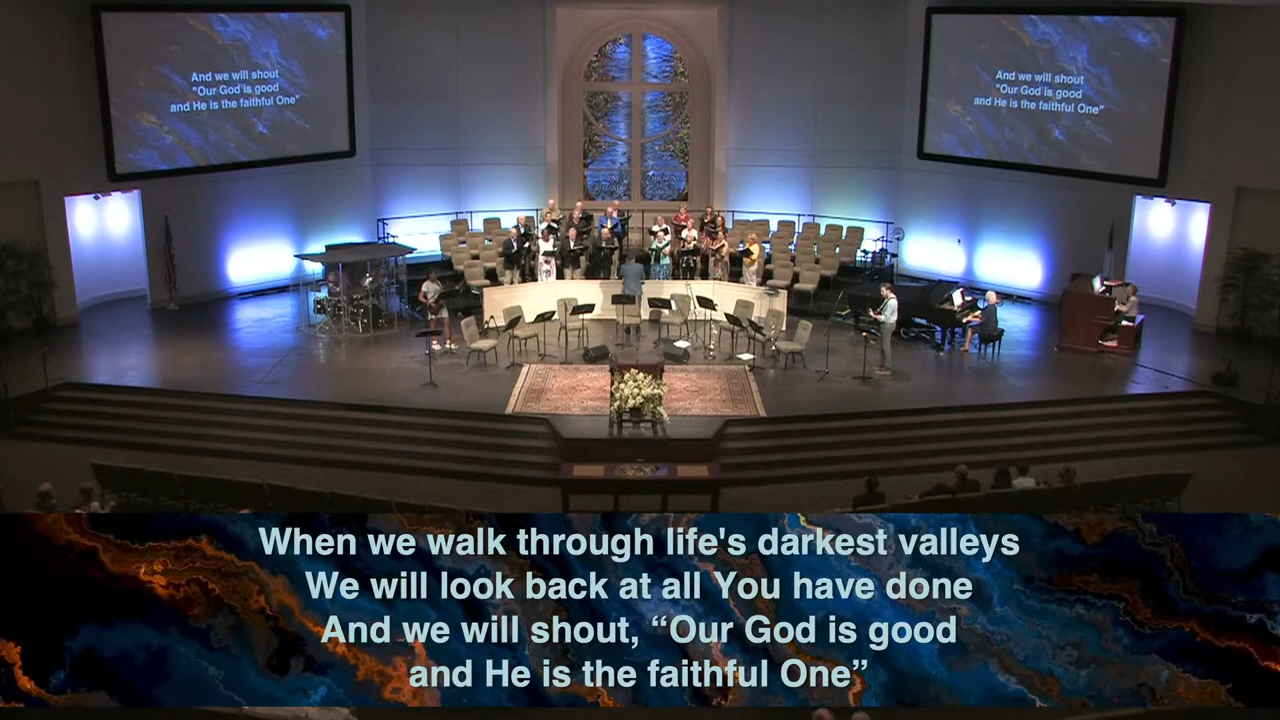 And we will shout
"Our God is good
and He is the faithful One"
And we will shout
"Our God is good
and He is the faithful One"
When we walk through life's darkest valleys
We will look back at all You have done
And we will shout, “Our God is good
and He is the faithful One”